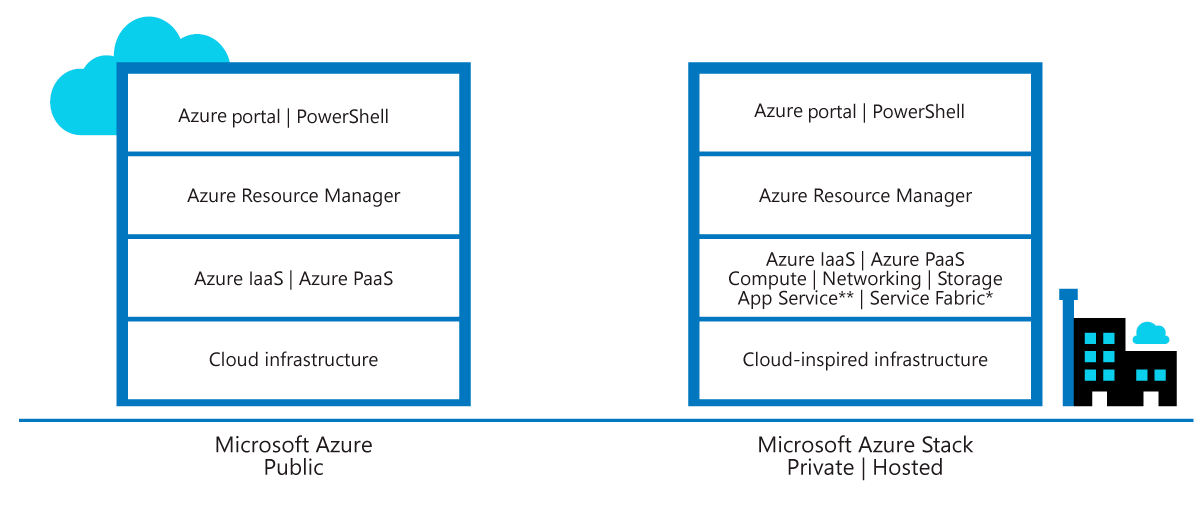 Azure portal | PowerShell
Azure Resource Manager
Azure IaaS | Azure PaaS
Cloud infrastructure
Microsoft Azure
Public
Azure portal | PowerShell
Azure Resource Manager
Azure IaaS | Azure PaaS
Compute | Networking | Storage
App Service** | Service Fabric*
Cloud-inspired infrastructure
Microsoft Azure Stack
Private | Hosted